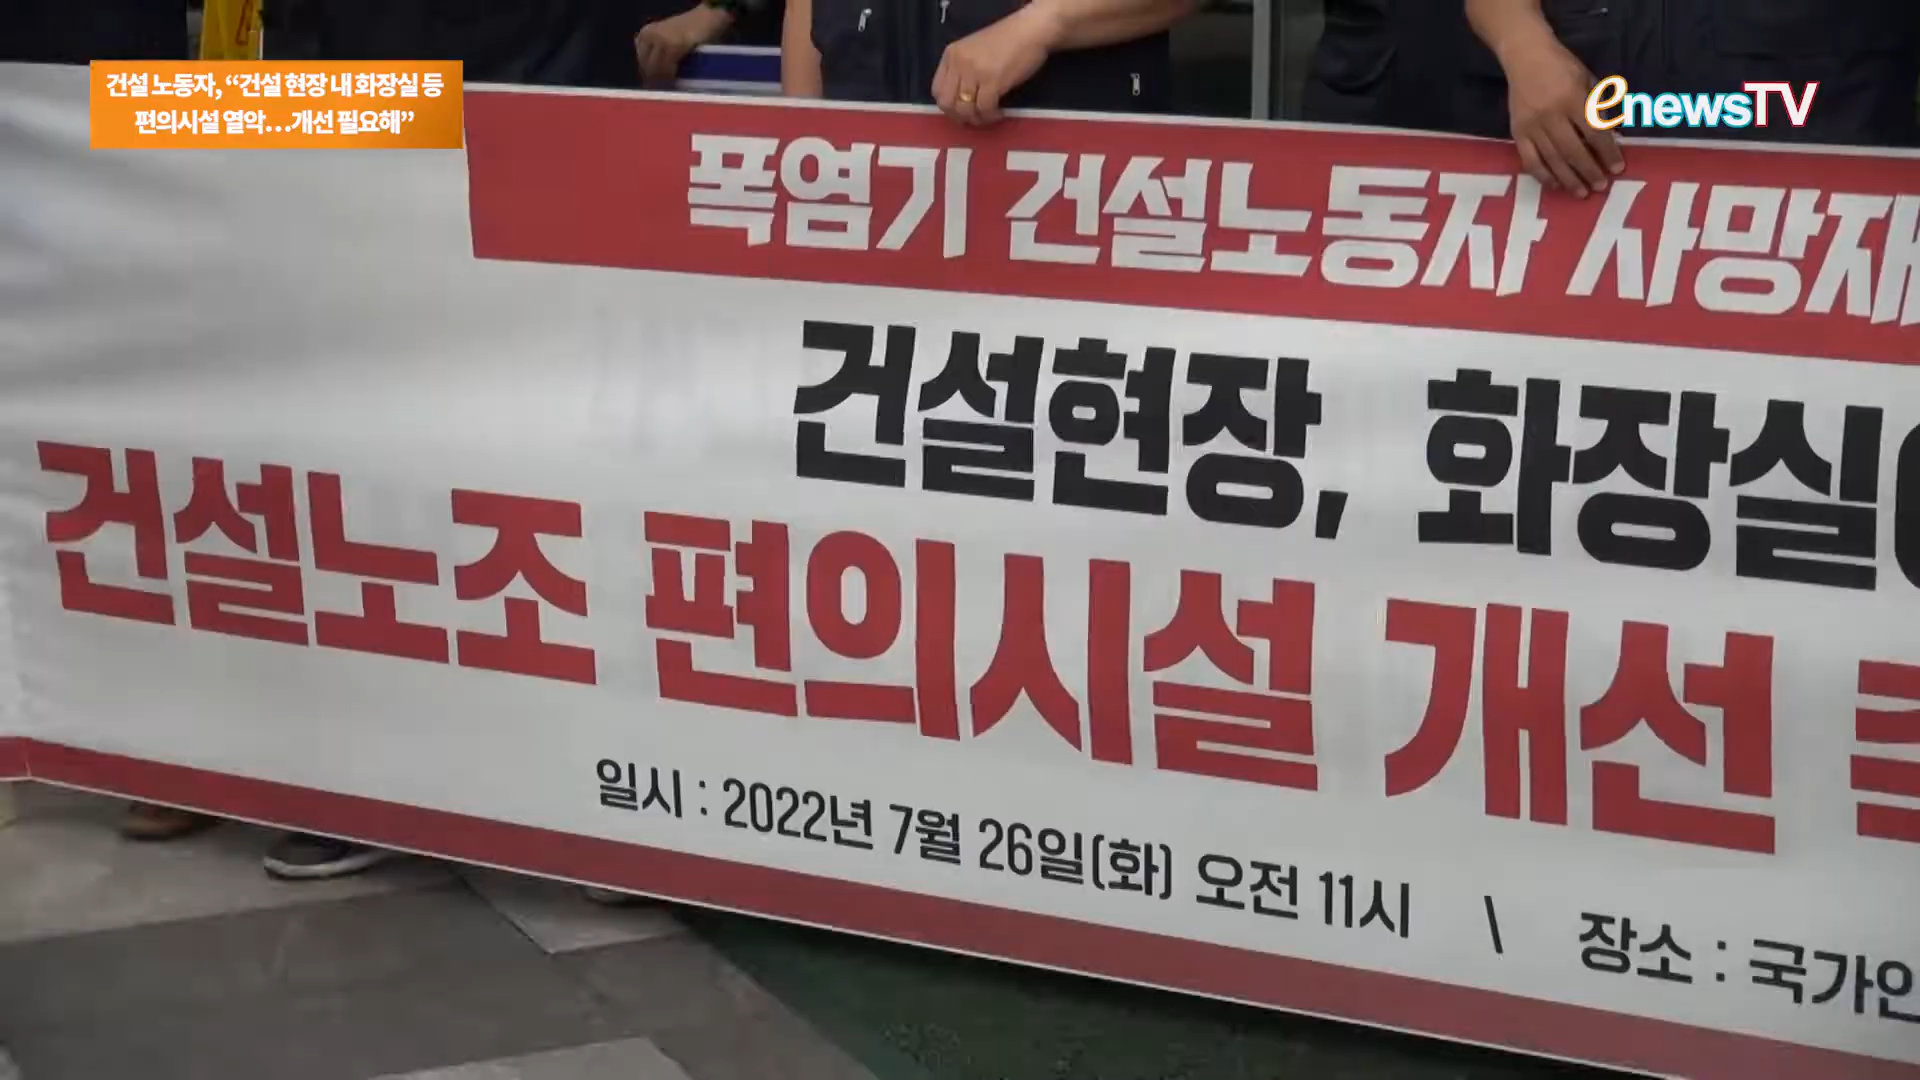 건설 노동자, “건설 현장 내 화장실 등
편의시설 열악…개선 필요해”
enewsTV
폭염기 건설노동자 사망재
건설현장, 화장실
건설노조 편의시설 개선
일시 : 2022년 7월 26일(화) 오전 11시 \ 장소 : 국가인